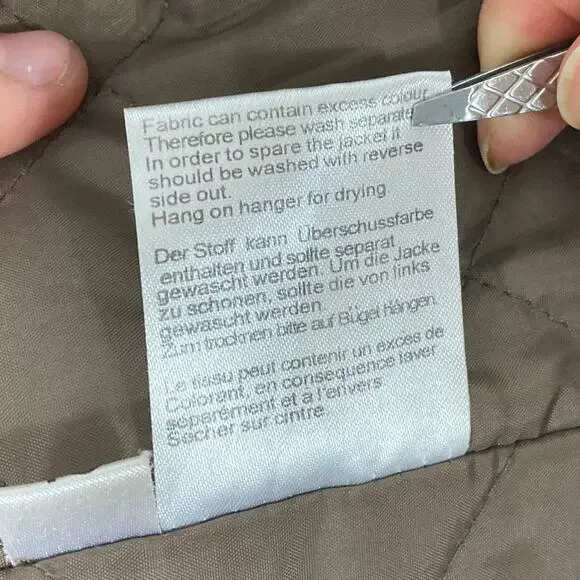 Fabric can contain excess colour
Therefore please wash separate
In order to spare the jacket it
should be washed with reverse
side out.
Hang on hanger for drying
Der Stoff kann Überschussfarbe
enthalten und sollte separat
gewascht werden. Um die Jacke
zu schonen, sollte die von links
gewascht werden
Zum trocknen bitte auf Bügel Hängen.
Le tissu peut contenir un exces de
Colorant, en consequence laver
séparément et a l'envers
Secher sur cintre.